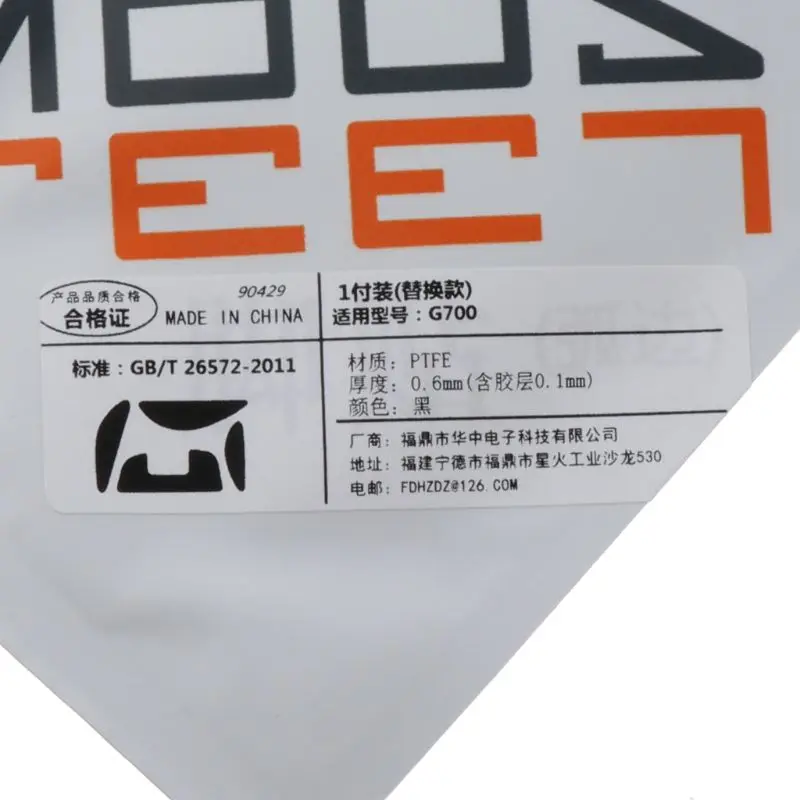 产品品质合格
合格证
90429
MADE IN CHINA
标准：GB/T 26572-2011
1付装(替换款)
适用型号：G700
材质：PTFE
厚度：0.6mm(含胶层0.1mm)
颜色：黑
厂商：福鼎市华中电子科技有限公司
地址：福建宁德市福鼎市星火工业沙龙530
电邮：FDHZDZ@126.COM